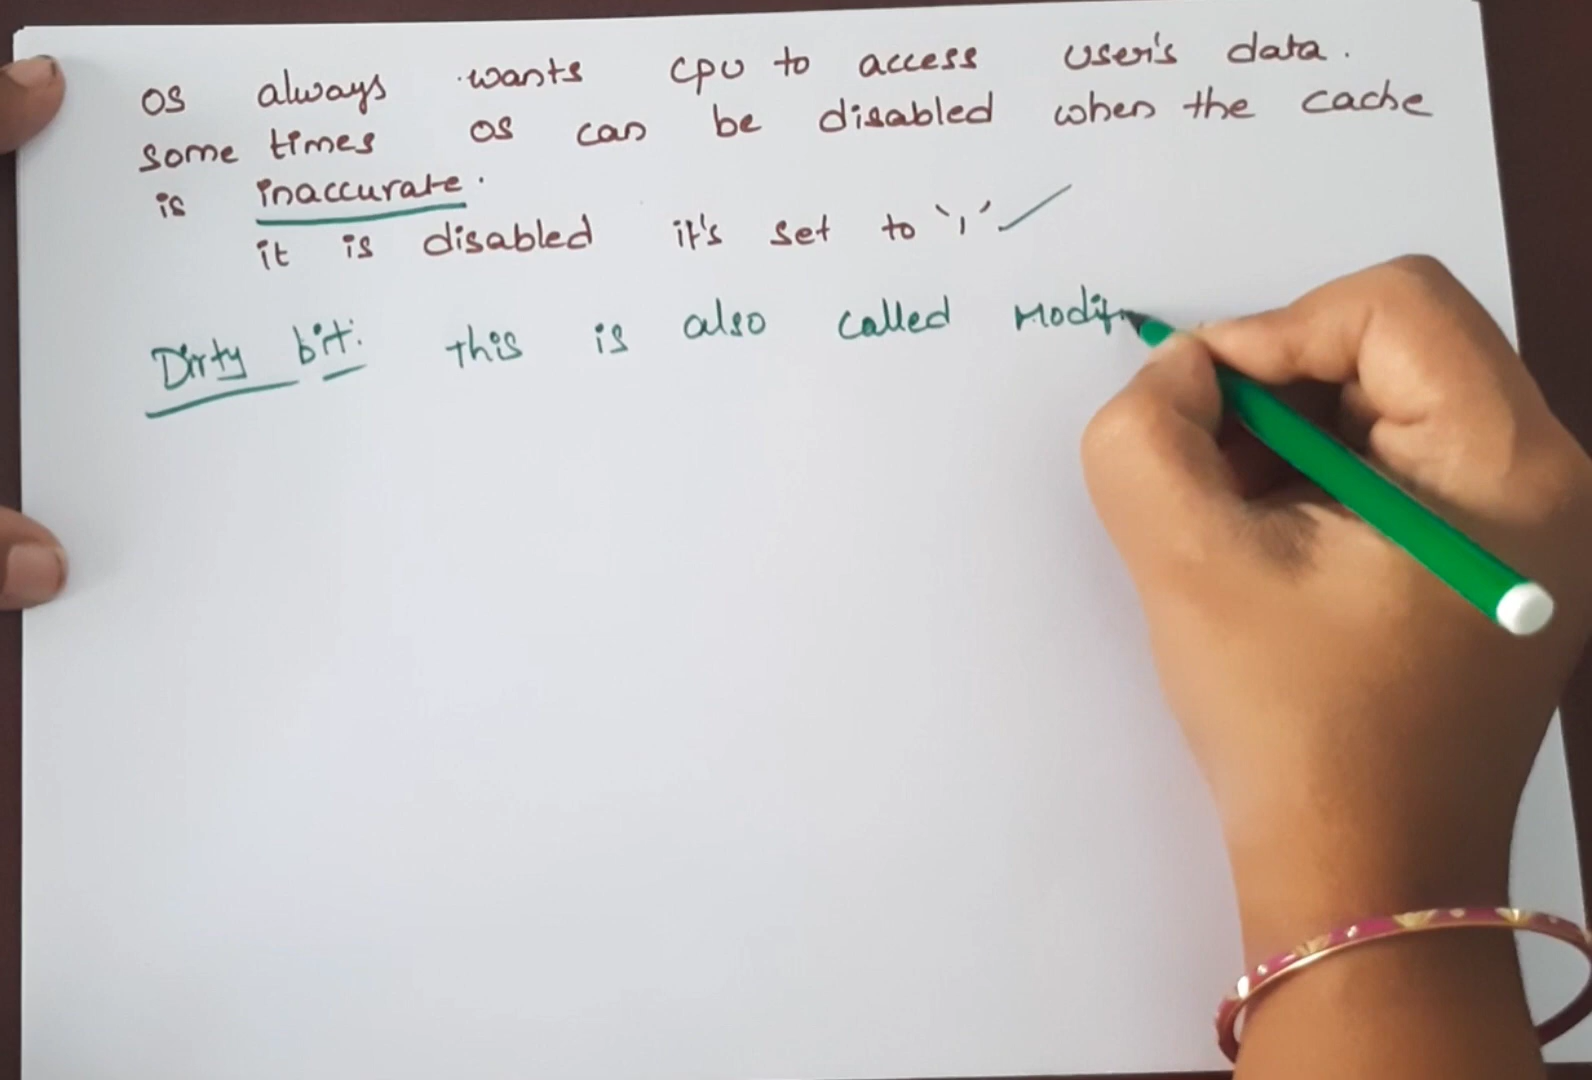 os always wants cpu to access user's data.
some times os can be disabled when the cache
is inaccurate.
it is disabled it's set to '1'
Dirty bit: this is also called Modify